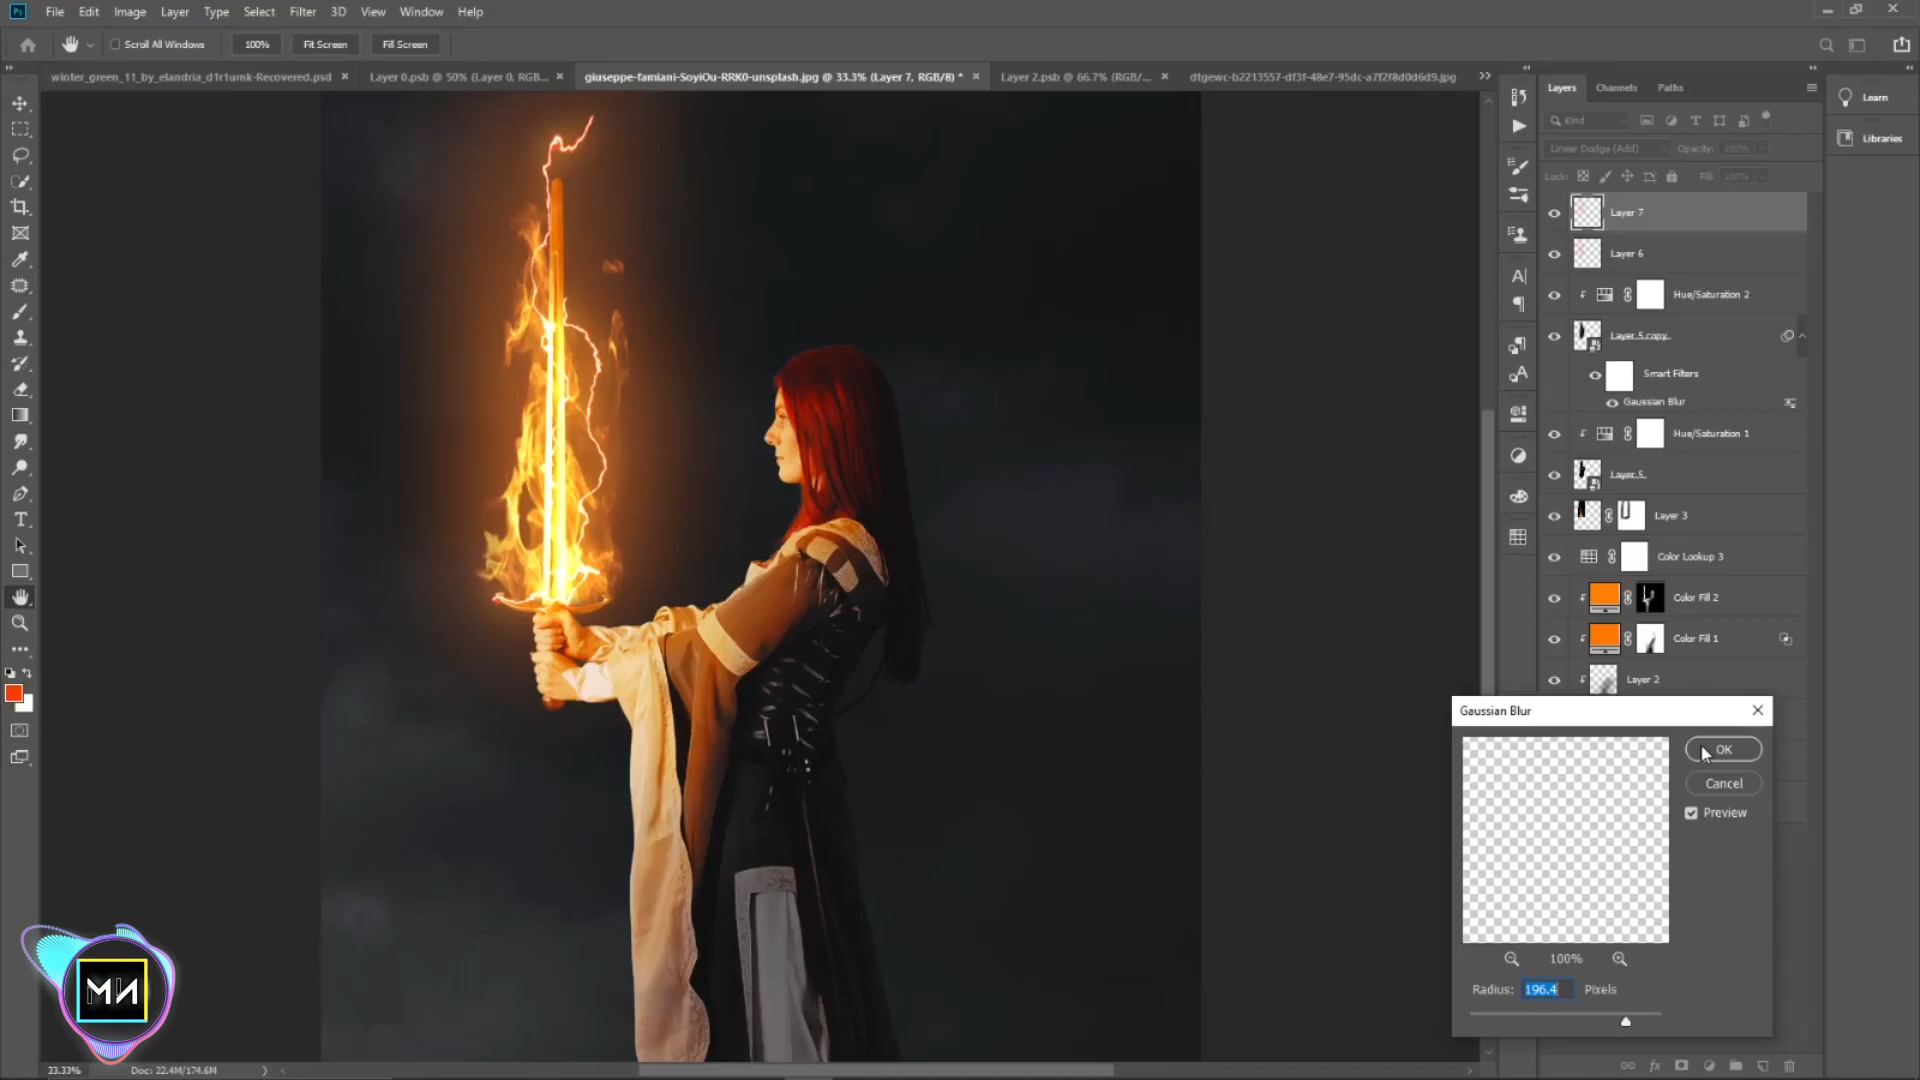 Ps File Edit Image Layer Type Select Filter 3D View Window Help
Scroll All Windows 100% Fit Screen Fill Screen
winter_green_11_by_elandria_d1r1umk-Recovered.psd × Layer 0.psb @ 50% (Layer 0, RGB... × giuseppe-famiani-SoyiOu-RRK0-unsplash.jpg @ 33.3% (Layer 7, RGB/8) * × Layer 2.psb @ 66.7% (RGB/... × dtgewc-b2213557-df3f-48e7-95dc-a7f2f8d0d6d9.jpg
Layers Channels Paths
Learn
Kind
Libraries
Linear Dodge (Add) Opacity: 100%
Lock: Fill: 100%
Layer 7
Layer 6
Hue/Saturation 2
Layer 5 copy
Smart Filters
Gaussian Blur
Hue/Saturation 1
Layer 5
Layer 3
Color Lookup 3
Color Fill 2
Color Fill 1
Layer 2
Gaussian Blur
OK
Cancel
Preview
100%
Radius: 196.4 Pixels
33.33% Doc: 22.4M/174.6M